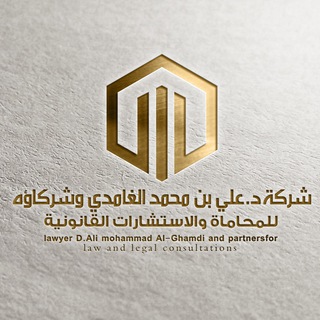 شركة د.علي بن محمد الغامدي وشركاؤه
للمحاماة والاستشارات القانونية
lawyer D.Ali mohammad Al-Ghamdi and partnersfor
law and legal consultations